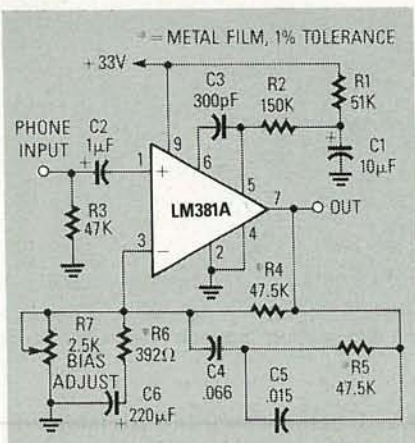 *= METAL FILM, 1% TOLERANCE
+ 33V
C3
300pF
R2
150K
R1
51K
PHONE
INPUT
C2
1µF
+
1
9
6
+
C1
10µF
5
7
OUT
R3
47K
LM381A
+
−
3
2
4
*R4
47.5K
R7
2.5K
BIAS
ADJUST
*R6
392Ω
C4
.066
*R5
47.5K
C6
220µF
+
C5
.015